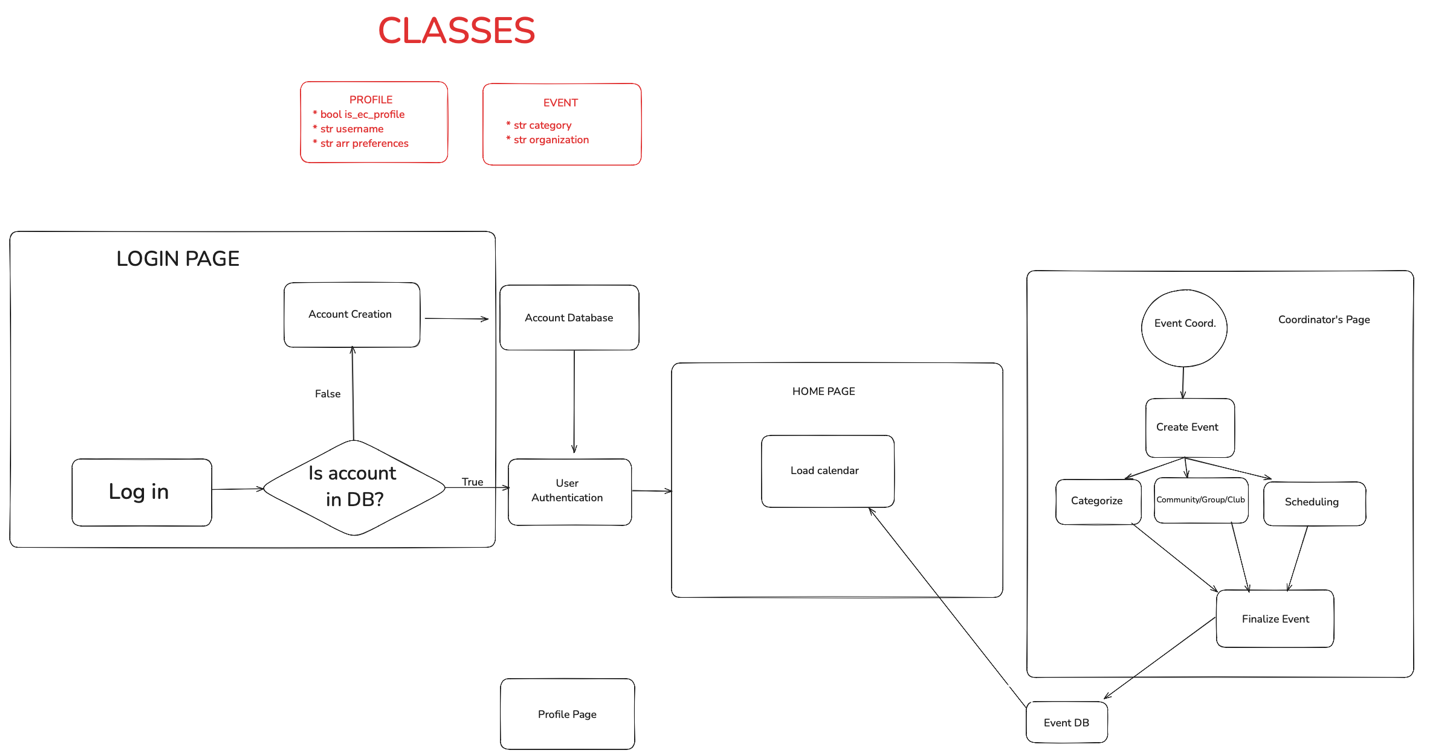 CLASSES
PROFILE
* bool is_ec_profile
* str username
* str arr preferences
EVENT
* str category
* str organization
LOGIN PAGE
Account Creation
Account Database
False
Log in
Is account
in DB?
True
User
Authentication
HOME PAGE
Load calendar
Event Coord.
Coordinator's Page
Create Event
Categorize
Community/Group/Club
Scheduling
Finalize Event
Profile Page
Event DB